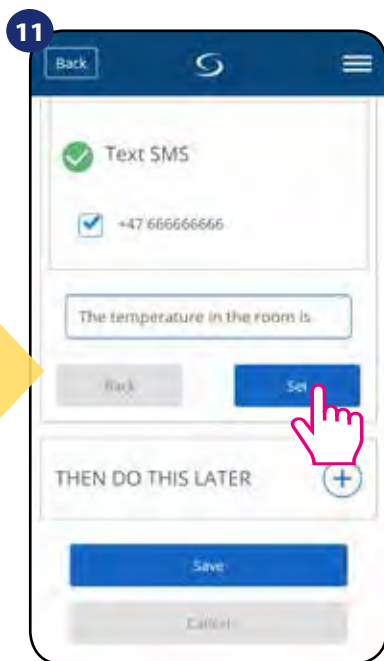 11
Back
Text SMS
+47 666666666
The temperature in the room is
Back
Set
THEN DO THIS LATER
Save
Cancel